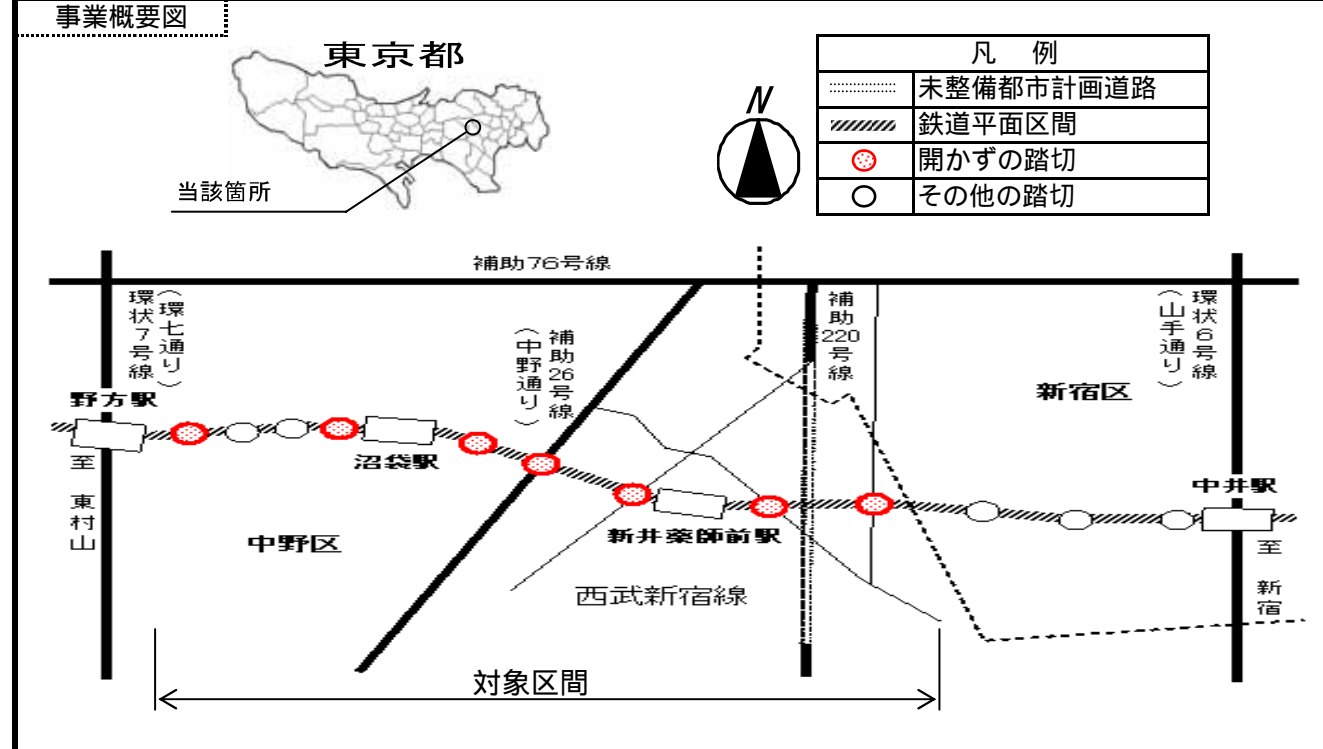 事業概要図
東京都
当該箇所
N
凡 例
未整備都市計画道路
鉄道平面区間
開かずの踏切
その他の踏切
補助76号線
環状7号線
(環七通り)
補助26号線
(中野通り)
補助220号線
環状6号線
(山手通り)
野方駅
沼袋駅
新井薬師前駅
中井駅
新宿区
中野区
至 東村山
至 新宿
西武新宿線
対象区間